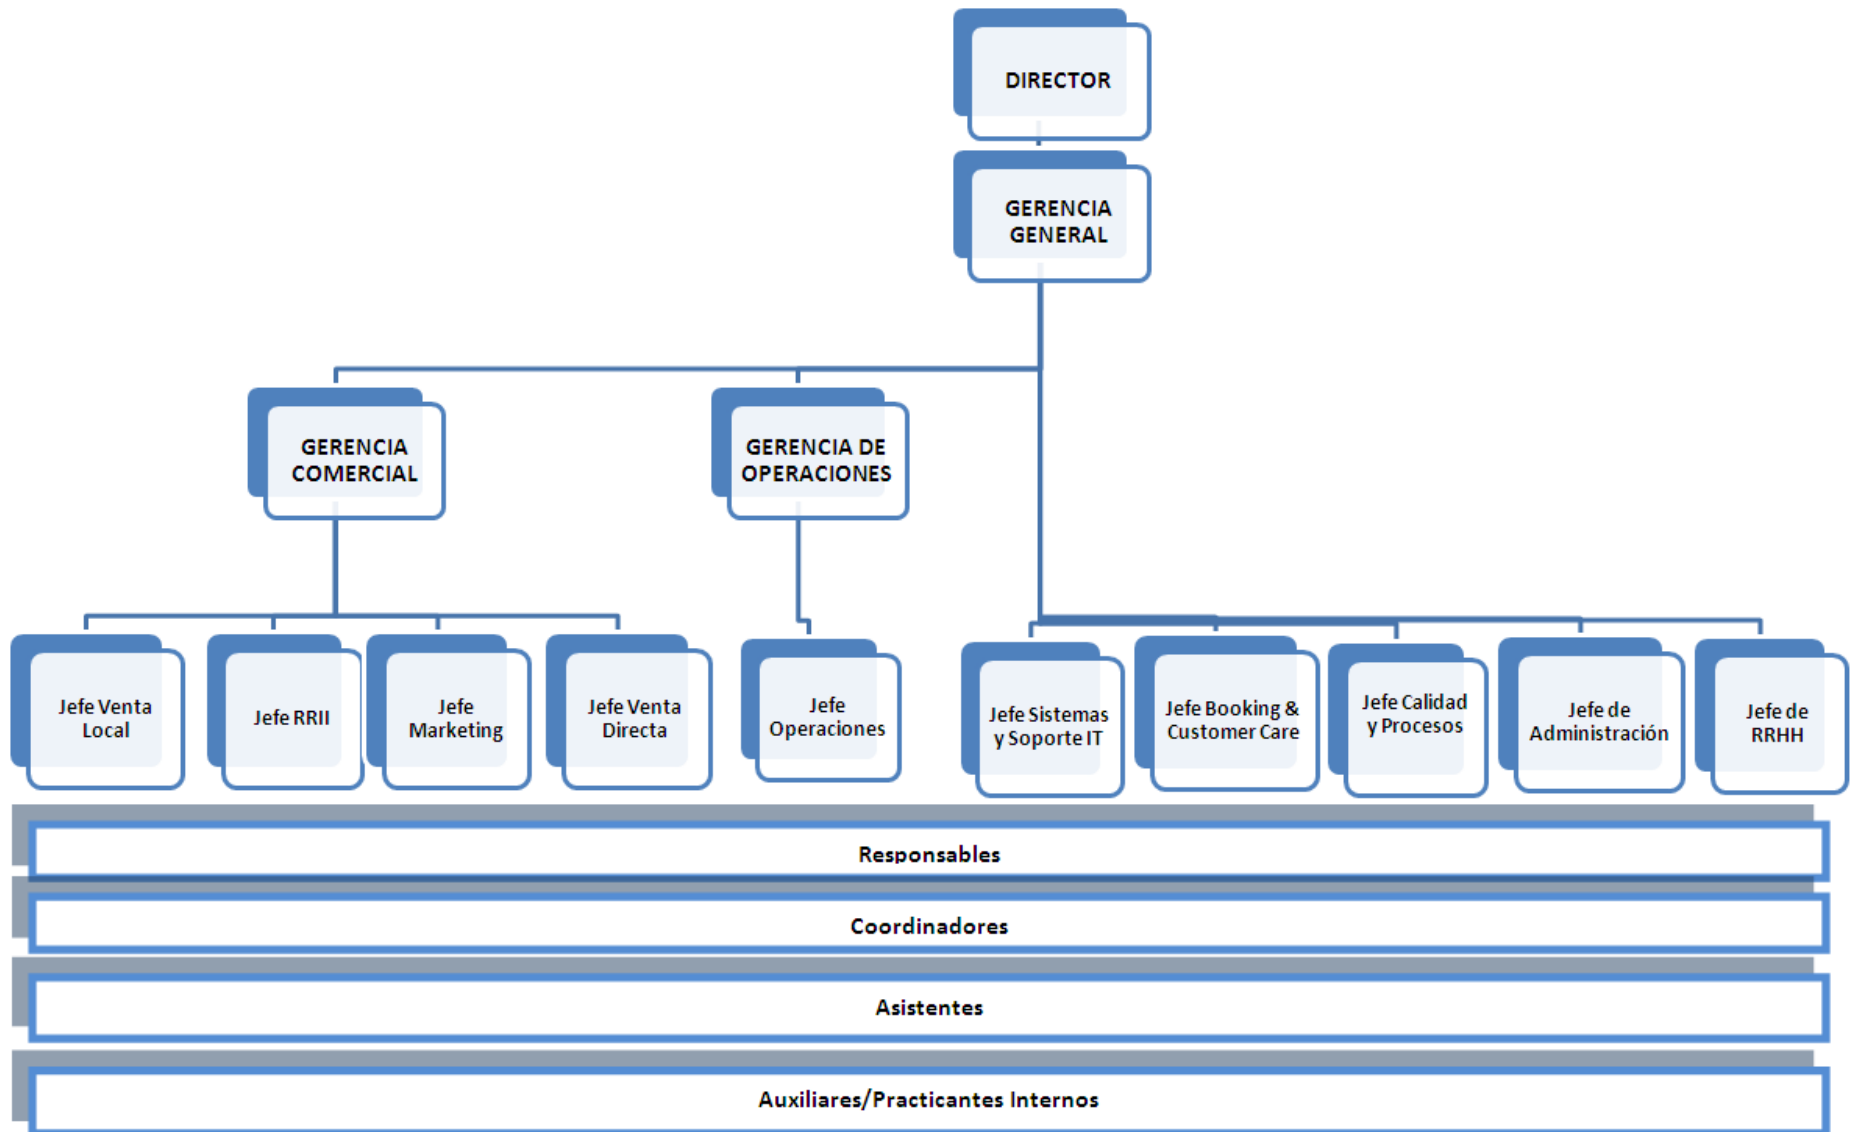 DIRECTOR
GERENCIA
GENERAL
GERENCIA
COMERCIAL
GERENCIA DE
OPERACIONES
Jefe Venta
Local
Jefe RRII
Jefe
Marketing
Jefe Venta
Directa
Jefe
Operaciones
Jefe Sistemas
y Soporte IT
Jefe Booking &
Customer Care
Jefe Calidad
y Procesos
Jefe de
Administración
Jefe de
RRHH
Responsables
Coordinadores
Asistentes
Auxiliares/Practicantes Internos